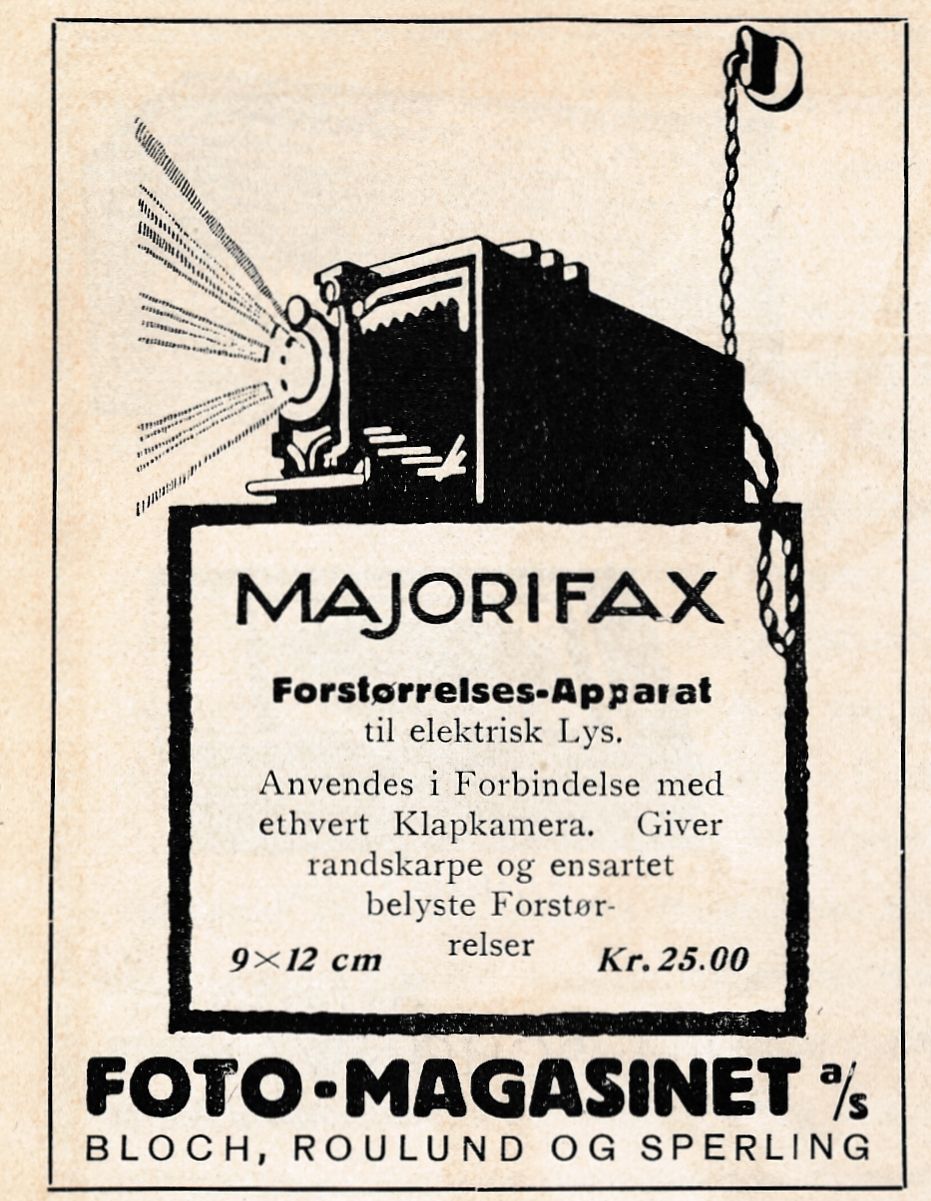 MAJORIFAX
Forstørrelses-Apparat
til elektrisk Lys.
Anvendes i Forbindelse med
ethvert Klapkamera. Giver
randskarpe og ensartet
belyste Forstør-
relser
9×12 cm Kr. 25.00
FOTO-MAGASINET a/s
BLOCH, ROULUND OG SPERLING